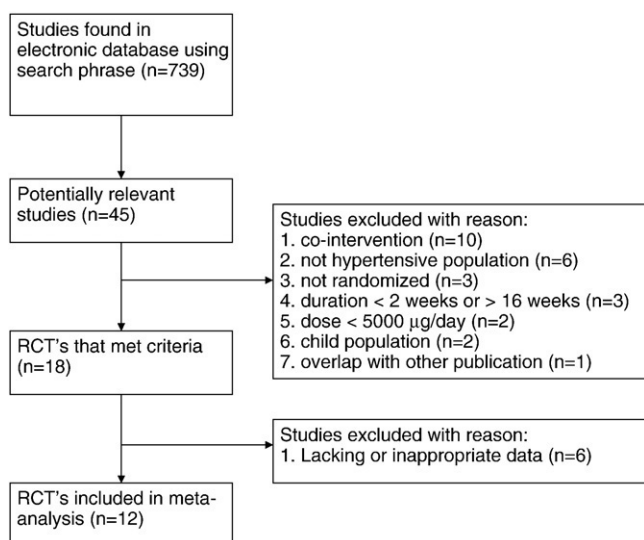 Studies found in
electronic database using
search phrase (n=739)
Potentially relevant
studies (n=45)
Studies excluded with reason:
1. co-intervention (n=10)
2. not hypertensive population (n=6)
3. not randomized (n=3)
4. duration < 2 weeks or > 16 weeks (n=3)
5. dose < 5000 µg/day (n=2)
6. child population (n=2)
7. overlap with other publication (n=1)
RCT's that met criteria
(n=18)
Studies excluded with reason:
1. Lacking or inappropriate data (n=6)
RCT's included in meta-
analysis (n=12)